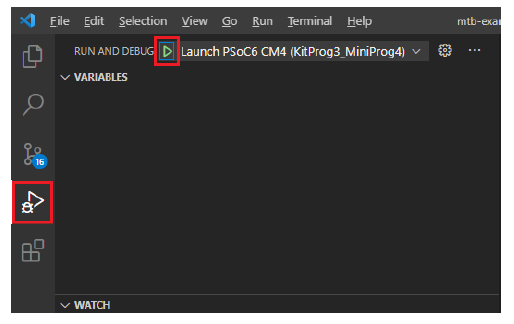 File Edit Selection View Go Run Terminal Help mtb-exa
RUN AND DEBUG Launch PSoC6 CM4 (KitProg3_MiniProg4)
VARIABLES
16
WATCH